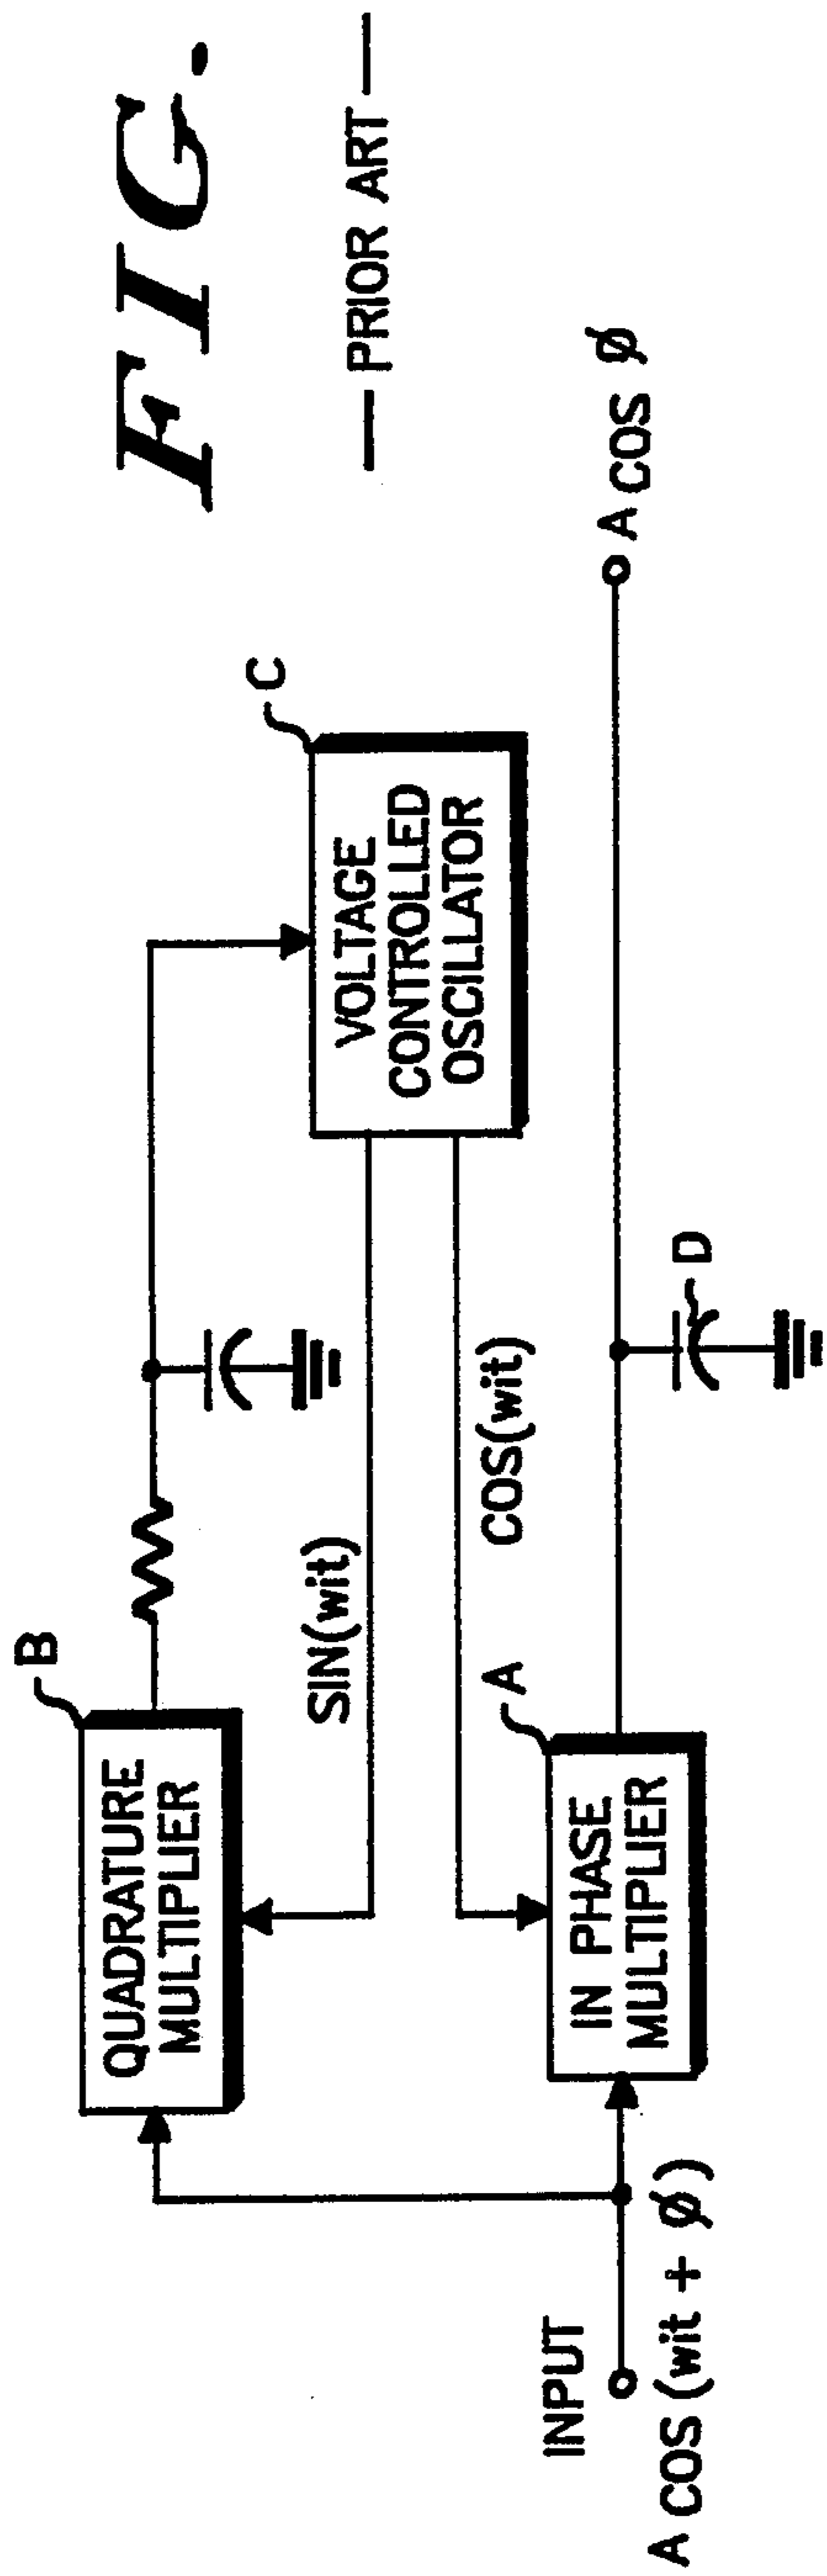 FIG.
— PRIOR ART —
B
QUADRATURE
MULTIPLIER
C
VOLTAGE
CONTROLLED
OSCILLATOR
SIN(wit)
COS(wit)
A
IN PHASE
MULTIPLIER
D
INPUT
A COS (wit + Ø)
A COS Ø